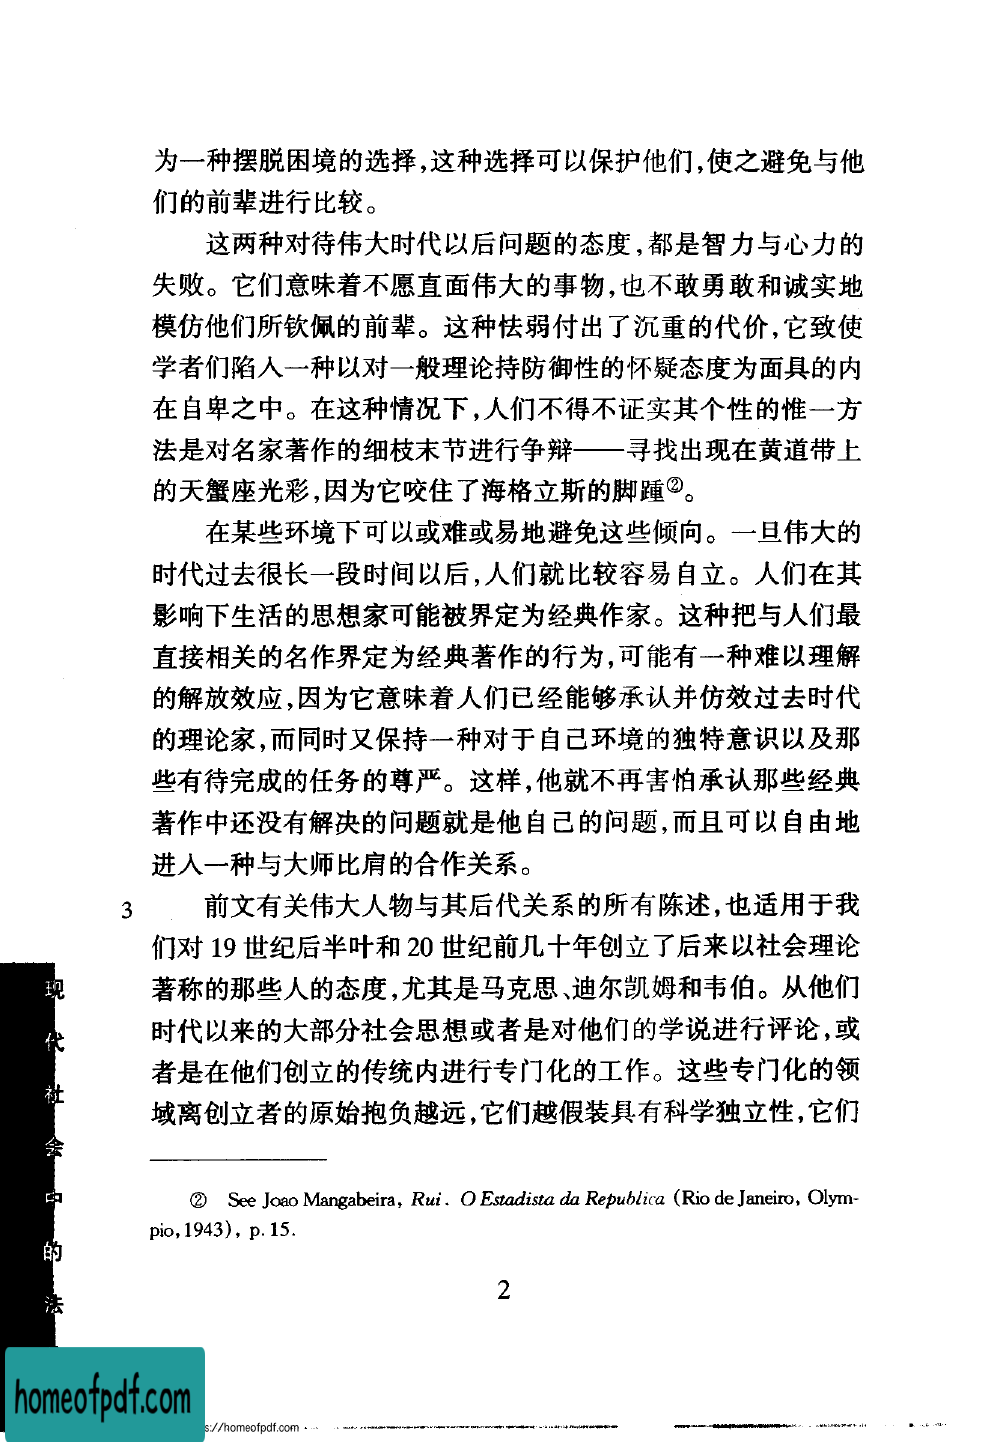 为一种摆脱困境的选择,这种选择可以保护他们,使之避免与他
们的前辈进行比较。
这两种对待伟大时代以后问题的态度,都是智力与心力的
失败。它们意味着不愿直面伟大的事物,也不敢勇敢和诚实地
模仿他们所钦佩的前辈。这种怯弱付出了沉重的代价,它致使
学者们陷入一种以对一般理论持防御性的怀疑态度为面具的内
在自卑之中。在这种情况下,人们不得不证实其个性的惟一方
法是对名家著作的细枝末节进行争辩——寻找出现在黄道带上
的天蟹座光彩,因为它咬住了海格立斯的脚踵②。
在某些环境下可以或难或易地避免这些倾向。一旦伟大的
时代过去很长一段时间以后,人们就比较容易自立。人们在其
影响下生活的思想家可能被界定为经典作家。这种把与人们最
直接相关的名作界定为经典著作的行为,可能有一种难以理解
的解放效应,因为它意味着人们已经能够承认并仿效过去时代
的理论家,而同时又保持一种对于自己环境的独特意识以及那
些有待完成的任务的尊严。这样,他就不再害怕承认那些经典
著作中还没有解决的问题就是他自己的问题,而且可以自由地
进入一种与大师比肩的合作关系。
3 前文有关伟大人物与其后代关系的所有陈述,也适用于我
们对 19 世纪后半叶和 20 世纪前几十年创立了后来以社会理论
著称的那些人的态度,尤其是马克思、迪尔凯姆和韦伯。从他们
时代以来的大部分社会思想或者是对他们的学说进行评论,或
者是在他们创立的传统内进行专门化的工作。这些专门化的领
域离创立者的原始抱负越远,它们越假装具有科学独立性,它们
② See Joao Mangabeira, Rui. O Estadista da Republica (Rio de Janeiro, Olym-
pio,1943), p.15.
2
现代社会中的法
homeofpdf.com
s://homeofpdf.com